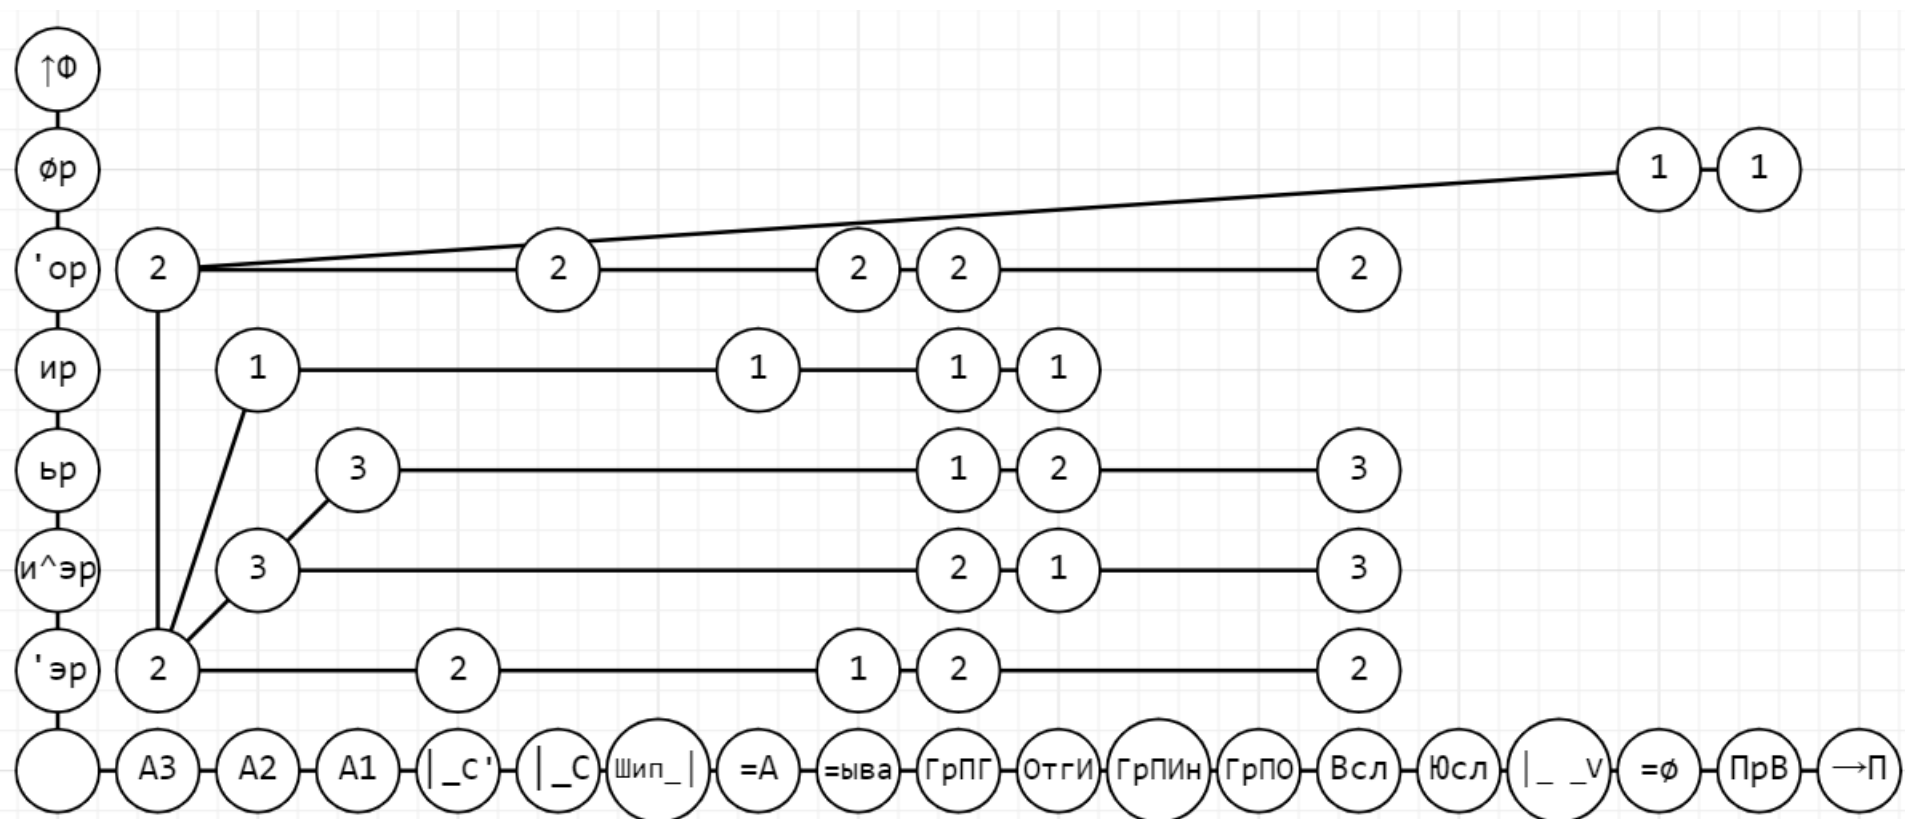 ↑Ф
øр 1 1
'ор 2 2 2 2 2
ир 1 1 1 1
ьр 3 1 2 3
и^эр 3 2 1 3
'эр 2 2 1 2 2
А3 А2 А1 |_С' |_С Шип_| =А =ыва ГрПГ ОтгИ ГрПИн ГрПО Всл Юсл |_ _V =ø ПрВ →П